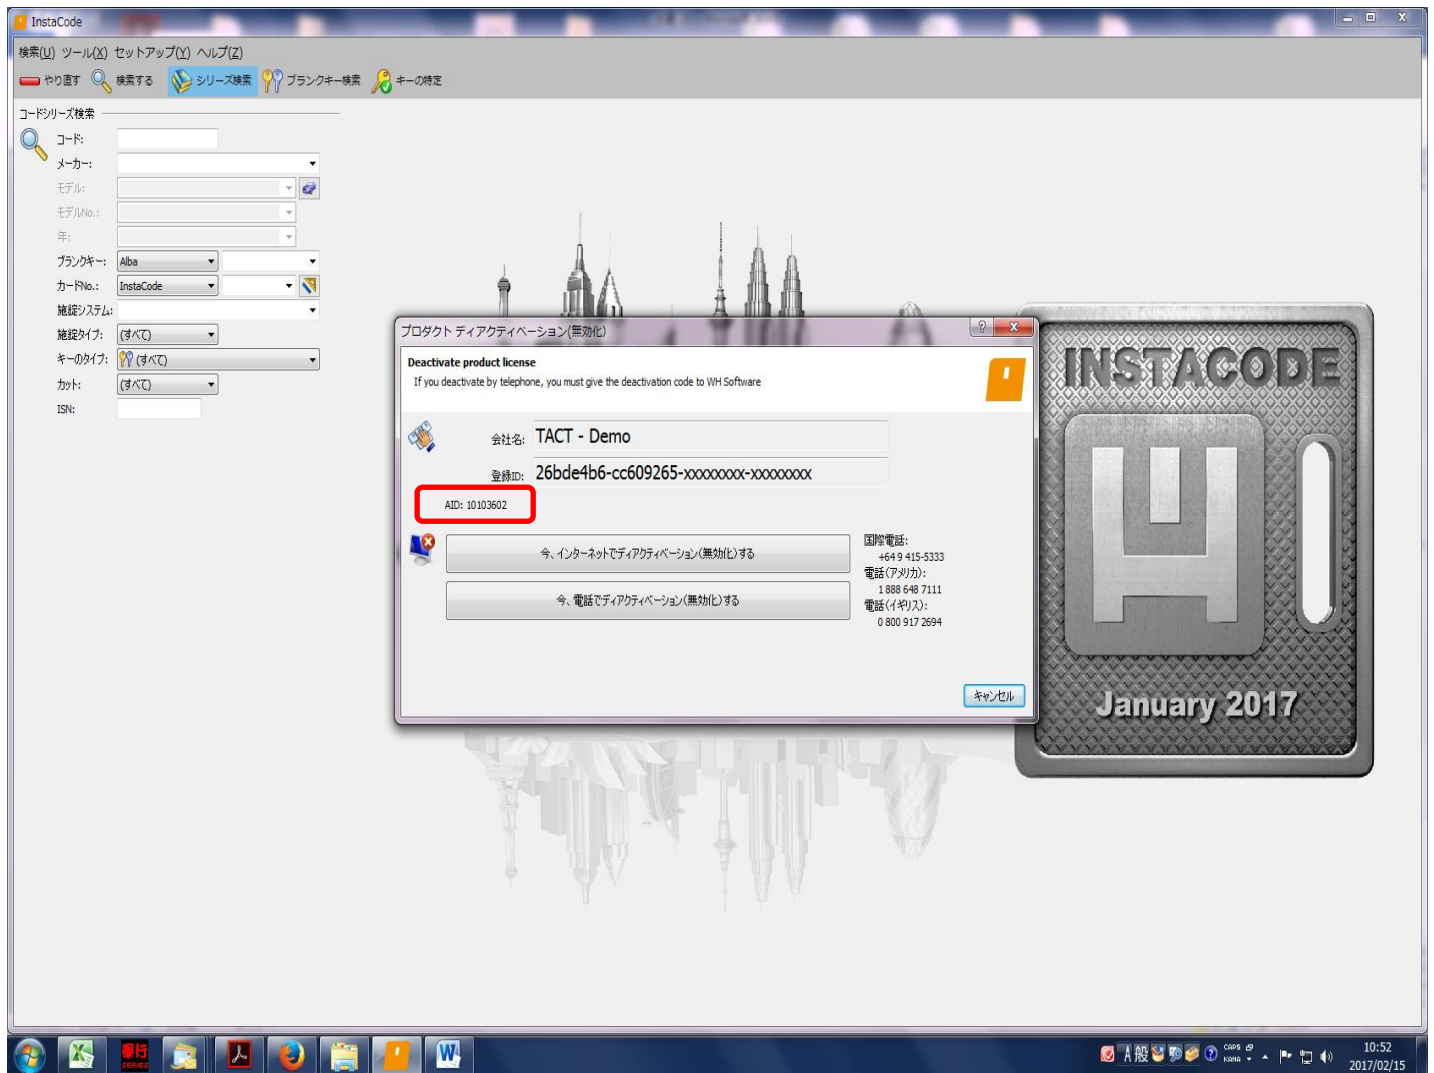 InstaCode
検索(U) ツール(X) セットアップ(Y) ヘルプ(Z)
やり直す 検索する シリーズ検索 ブランクキー検索 キーの特定
コードシリーズ検索
コード:
メーカー:
モデル:
モデルNo.:
年:
ブランクキー: Alba
カードNo.: InstaCode
施錠システム:
施錠タイプ: (すべて)
キーのタイプ: (すべて)
カット: (すべて)
ISN:
プロダクト ディアクティベーション(無効化)
Deactivate product license
If you deactivate by telephone, you must give the deactivation code to WH Software
会社名: TACT - Demo
登録ID: 26bde4b6-cc609265-xxxxxxxx-xxxxxxxx
AID: 10103602
今、インターネットでディアクティベーション(無効化)する
今、電話でディアクティベーション(無効化)する
国際電話:
+64 9 415-5333
電話(アメリカ):
1 888 648 7111
電話(イギリス):
0 800 917 2694
キャンセル
INSTACODE
January 2017
A 般
CAPS
KANA
10:52
2017/02/15